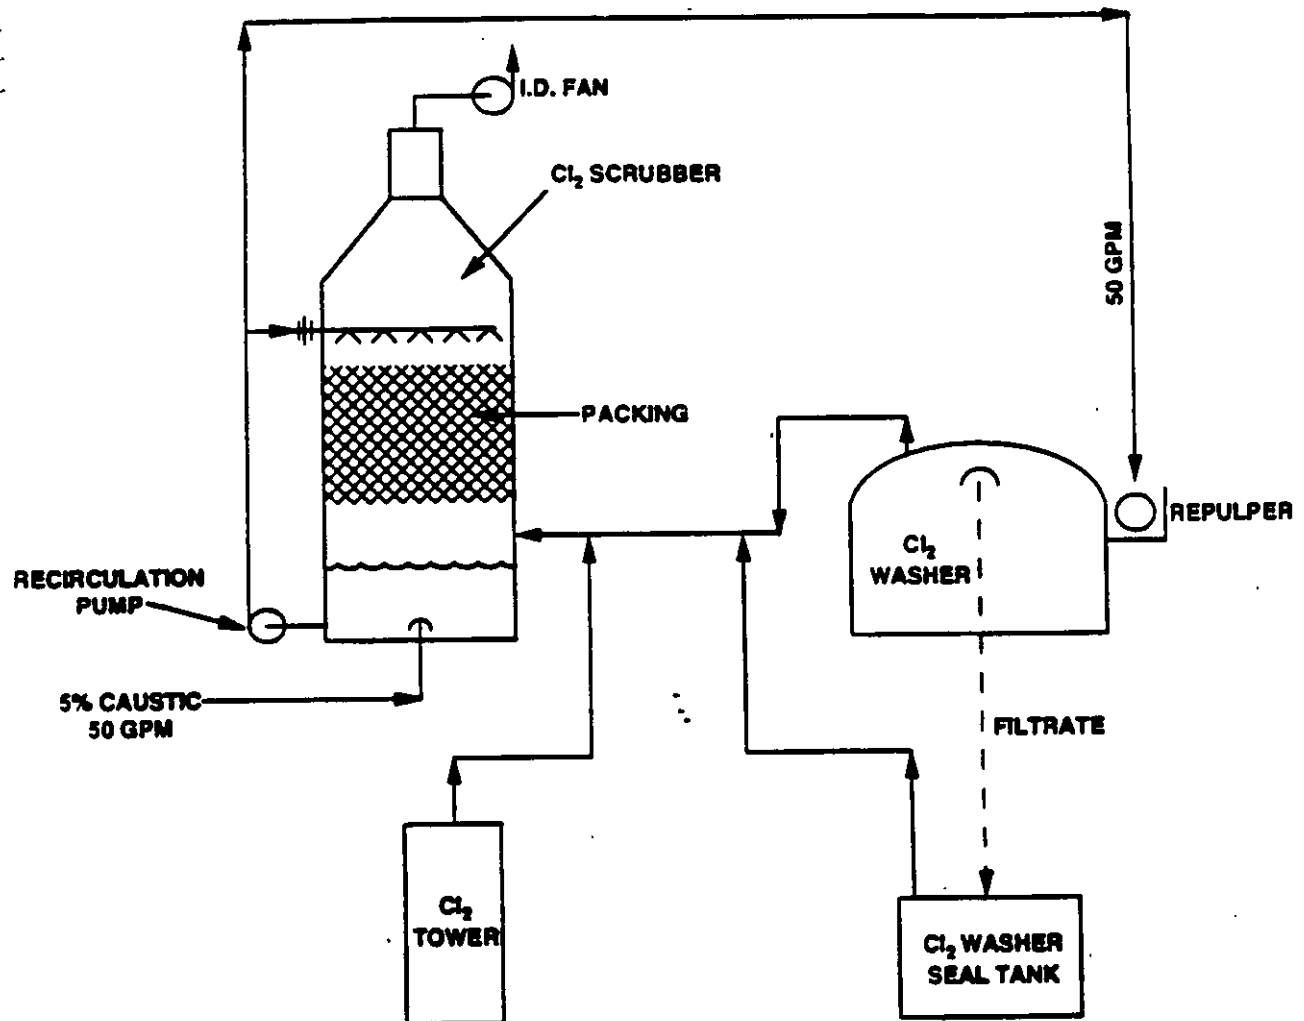 I.D. FAN
Cl₂ SCRUBBER
50 GPM
PACKING
REPULPER
Cl₂
WASHER
RECIRCULATION
PUMP
5% CAUSTIC
50 GPM
FILTRATE
Cl₂
TOWER
Cl₂ WASHER
SEAL TANK